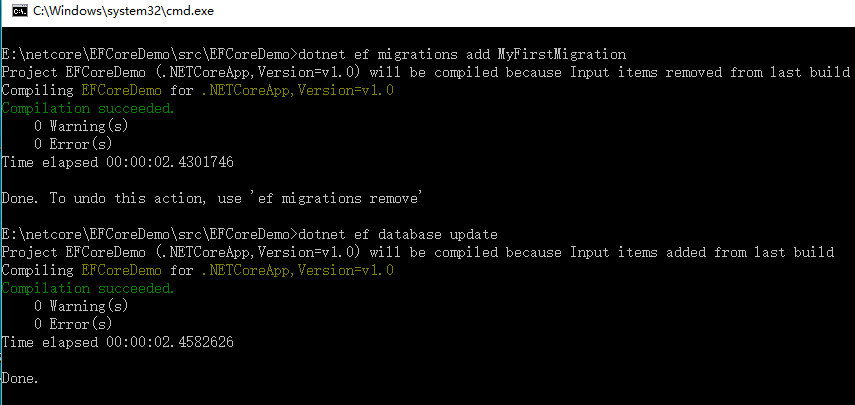 C:\Windows\system32\cmd.exe
E:\netcore\EFCoreDemo\src\EFCoreDemo>dotnet ef migrations add MyFirstMigration
Project EFCoreDemo (.NETCoreApp,Version=v1.0) will be compiled because Input items removed from last build
Compiling EFCoreDemo for .NETCoreApp,Version=v1.0
Compilation succeeded.
    0 Warning(s)
    0 Error(s)
Time elapsed 00:00:02.4301746
Done. To undo this action, use 'ef migrations remove'
E:\netcore\EFCoreDemo\src\EFCoreDemo>dotnet ef database update
Project EFCoreDemo (.NETCoreApp,Version=v1.0) will be compiled because Input items added from last build
Compiling EFCoreDemo for .NETCoreApp,Version=v1.0
Compilation succeeded.
    0 Warning(s)
    0 Error(s)
Time elapsed 00:00:02.4582626
Done.